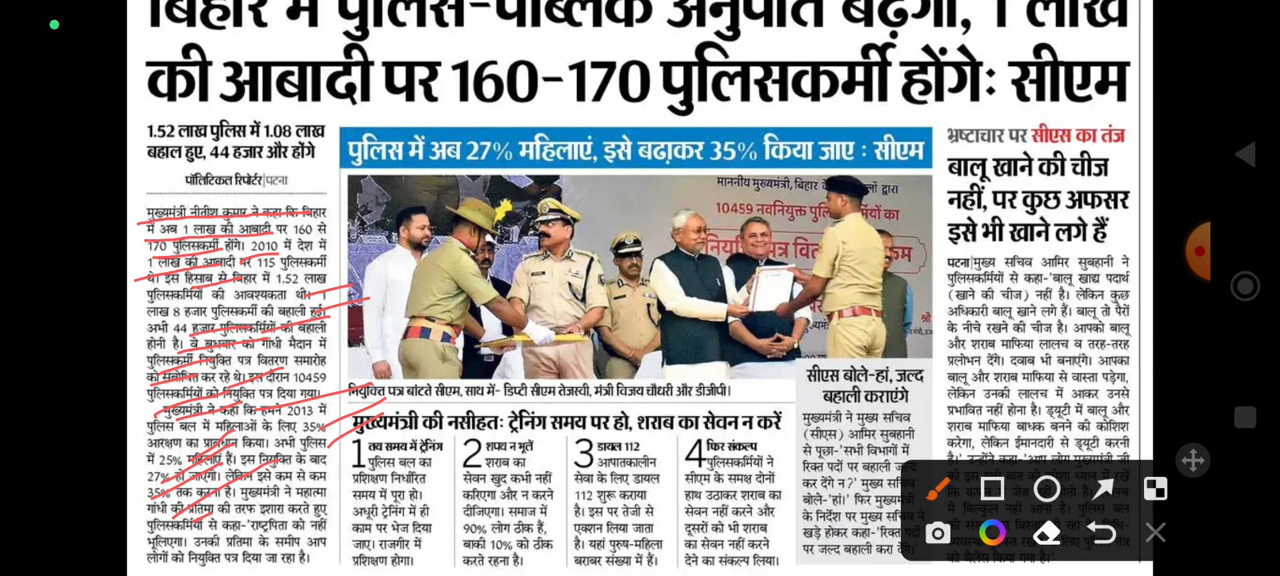 बिहार में पुलिस-पब्लिक अनुपात बढ़ेगा, 1 लाख
की आबादी पर 160-170 पुलिसकर्मी होंगेः सीएम
1.52 लाख पुलिस में 1.08 लाख
बहाल हुए, 44 हजार और होंगे
पॉलिटिकल रिपोर्टर|पटना
मुख्यमंत्री नीतीश कुमार ने कहा कि बिहार
में अब 1 लाख की आबादी पर 160 से
170 पुलिसकर्मी होंगे। 2010 में देश में
1 लाख की आबादी पर 115 पुलिसकर्मी
थे। इस हिसाब से बिहार में 1.52 लाख
पुलिसकर्मियों की आवश्यकता थी। 1
लाख 8 हजार पुलिसकर्मी की बहाली हुई।
अभी 44 हजार पुलिसकर्मियों की बहाली
होनी है। वे बुधवार को गांधी मैदान में
पुलिसकर्मी नियुक्ति पत्र वितरण समारोह
को संबोधित कर रहे थे। इस दौरान 10459
पुलिसकर्मियों को नियुक्ति पत्र दिया गया।
मुख्यमंत्री ने कहा कि हमने 2013 में
पुलिस बल में महिलाओं के लिए 35%
आरक्षण का प्रावधान किया। अभी पुलिस
में 25% महिलाएं हैं। इस नियुक्ति के बाद
27% हो जाएगी। लेकिन इसे कम से कम
35% तक करना है। मुख्यमंत्री ने महात्मा
गांधी की प्रतिमा की तरफ इशारा करते हुए
पुलिसकर्मियों से कहा-'राष्ट्रपिता को नहीं
भूलिएगा। उनकी प्रतिमा के समीप आप
लोगों को नियुक्ति पत्र दिया जा रहा है।
पुलिस में अब 27% महिलाएं, इसे बढ़ाकर 35% किया जाए : सीएम
माननीय मुख्यमंत्री, बिहार के द्वारा
10459 नवनियुक्त
नियुक्ति पत्र
नियुक्ति पत्र बांटते सीएम, साथ में- डिप्टी सीएम तेजस्वी, मंत्री विजय चौधरी और डीजीपी।
मुख्यमंत्री की नसीहतः ट्रेनिंग समय पर हो, शराब का सेवन न करें
1 तय समय में ट्रेनिंग
पुलिस बल का
प्रशिक्षण निर्धारित
समय में पूरा हो।
अधूरी ट्रेनिंग में ही
काम पर भेज दिया
जाए। राजगीर में
प्रशिक्षण होगा।
2 शपथ न भूलें
शराब का
सेवन खुद कभी नहीं
करिएगा और न करने
दीजिएगा। समाज में
90% लोग ठीक हैं,
बाकी 10% को ठीक
करते रहना है।
3 डायल 112
आपातकालीन
सेवा के लिए डायल
112 शुरू कराया
है। इस पर तेजी से
एक्शन लिया जाता
है। यहां पुरुष-महिला
बराबर संख्या में हैं।
4 फिर संकल्प
पुलिसकर्मियों ने
सीएम के समक्ष दोनों
हाथ उठाकर शराब का
सेवन नहीं करने और
दूसरों को भी शराब
का सेवन नहीं करने
देने का संकल्प लिया।
सीएस बोले-हां, जल्द
बहाली कराएंगे
मुख्यमंत्री ने मुख्य सचिव
(सीएस) आमिर सुबहानी
से पूछा-'सभी विभागों में
रिक्त पदों पर बहाली जल्द
कर देंगे न?' मुख्य सचिव
बोले-'हां!' फिर मुख्यमंत्री
के निर्देश पर मुख्य सचिव ने
खड़े होकर कहा-'रिक्त पदों
पर जल्द बहाली करा देंगे।'
भ्रष्टाचार पर सीएस का तंज
बालू खाने की चीज
नहीं, पर कुछ अफसर
इसे भी खाने लगे हैं
पटना|मुख्य सचिव आमिर सुबहानी ने
पुलिसकर्मियों से कहा-'बालू खाद्य पदार्थ
(खाने की चीज) नहीं है। लेकिन कुछ
अधिकारी बालू खाने लगे हैं। बालू तो पैरों
के नीचे रखने की चीज है। आपको बालू
और शराब माफिया लालच व तरह-तरह
प्रलोभन देंगे। दवाब भी बनाएंगे। आपका
बालू और शराब माफिया से वास्ता पड़ेगा,
लेकिन उनकी लालच में आकर उनसे
प्रभावित नहीं होना है। ड्यूटी में बालू और
शराब माफिया बाधक बनने की कोशिश
करेगा, लेकिन ईमानदारी से ड्यूटी करनी
है।'